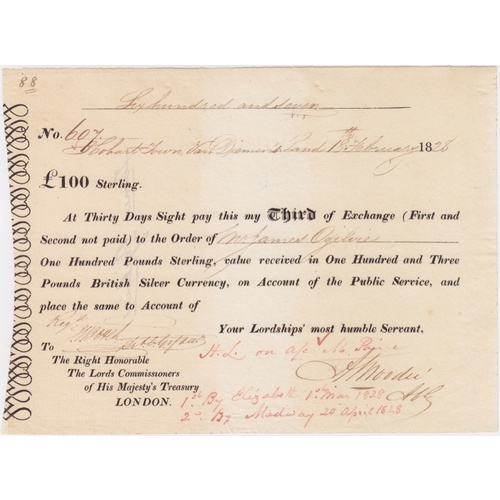 88
Six hundred and seven
No. 607.
Hobart Town, Van Diemens Land 13th February 1828
£100 Sterling.
At Thirty Days Sight pay this my Third of Exchange (First and
Second not paid) to the Order of Mr James Ogilvie
One Hundred Pounds Sterling, value received in One Hundred and Three
Pounds British Silver Currency, on Account of the Public Service, and
place the same to Account of
Your Lordships' most humble Servant,
To
The Right Honorable
The Lords Commissioners
of His Majesty's Treasury
LONDON.
H.L. on a/c
Moodie
1st By Elizabeth 1st Mar 1828
2nd By Medway 20 April 1828